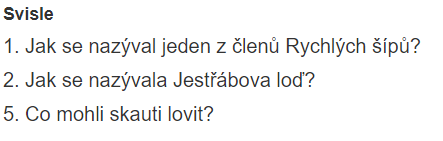 Svisle
1. Jak se nazýval jeden z členů Rychlých šípů?
2. Jak se nazývala Jestřábova loď?
5. Co mohli skauti lovit?